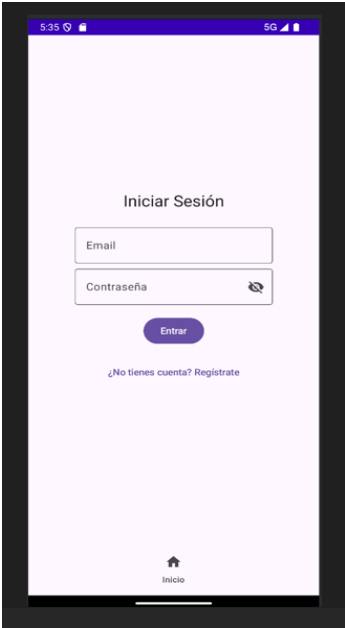 5:35 5G
Iniciar Sesión
Email
Contraseña
Entrar
¿No tienes cuenta? Regístrate
Inicio